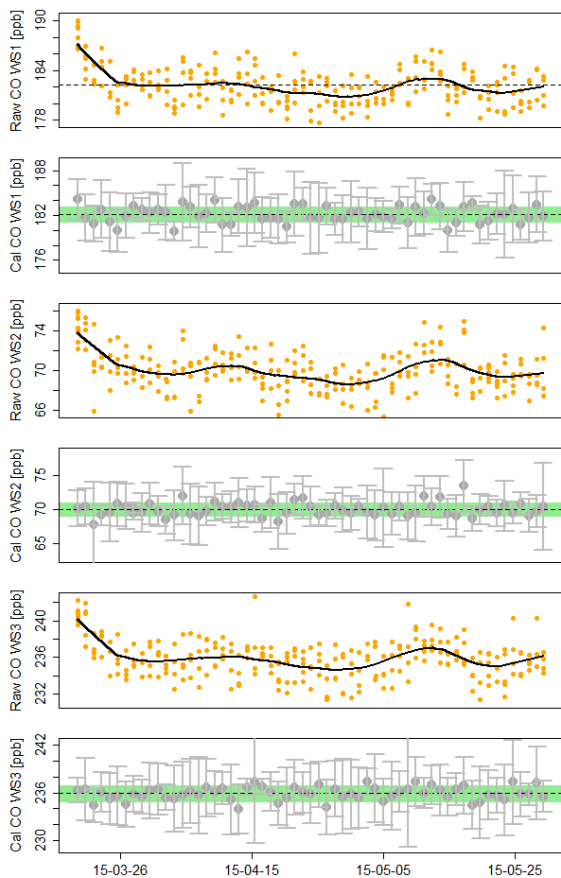 Raw CO WS1 [ppb]
190
184
178
Cal CO WS1 [ppb]
188
182
176
Raw CO WS2 [ppb]
74
70
66
Cal CO WS2 [ppb]
75
70
65
Raw CO WS3 [ppb]
240
236
232
Cal CO WS3 [ppb]
242
236
230
15-03-26 15-04-15 15-05-05 15-05-25